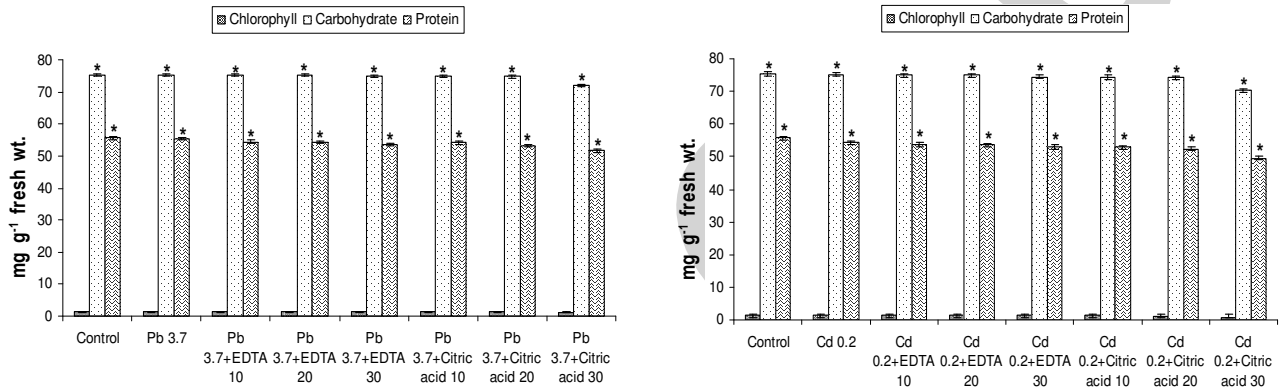 Chlorophyll Carbohydrate Protein
80
70
60
50
40
30
20
10
0
mg g⁻¹ fresh wt.
* * * * * * * *
* * * * * * * *
Control Pb 3.7 Pb Pb Pb Pb Pb Pb
3.7+EDTA 3.7+EDTA 3.7+EDTA 3.7+Citric 3.7+Citric 3.7+Citric
10 20 30 acid 10 acid 20 acid 30
Chlorophyll Carbohydrate Protein
80
70
60
50
40
30
20
10
0
mg g⁻¹ fresh wt.
* * * * * * * *
* * * * * * * *
Control Cd 0.2 Cd Cd Cd Cd Cd Cd
0.2+EDTA 0.2+EDTA 0.2+EDTA 0.2+Citric 0.2+Citric 0.2+Citric
10 20 30 acid 10 acid 20 acid 30